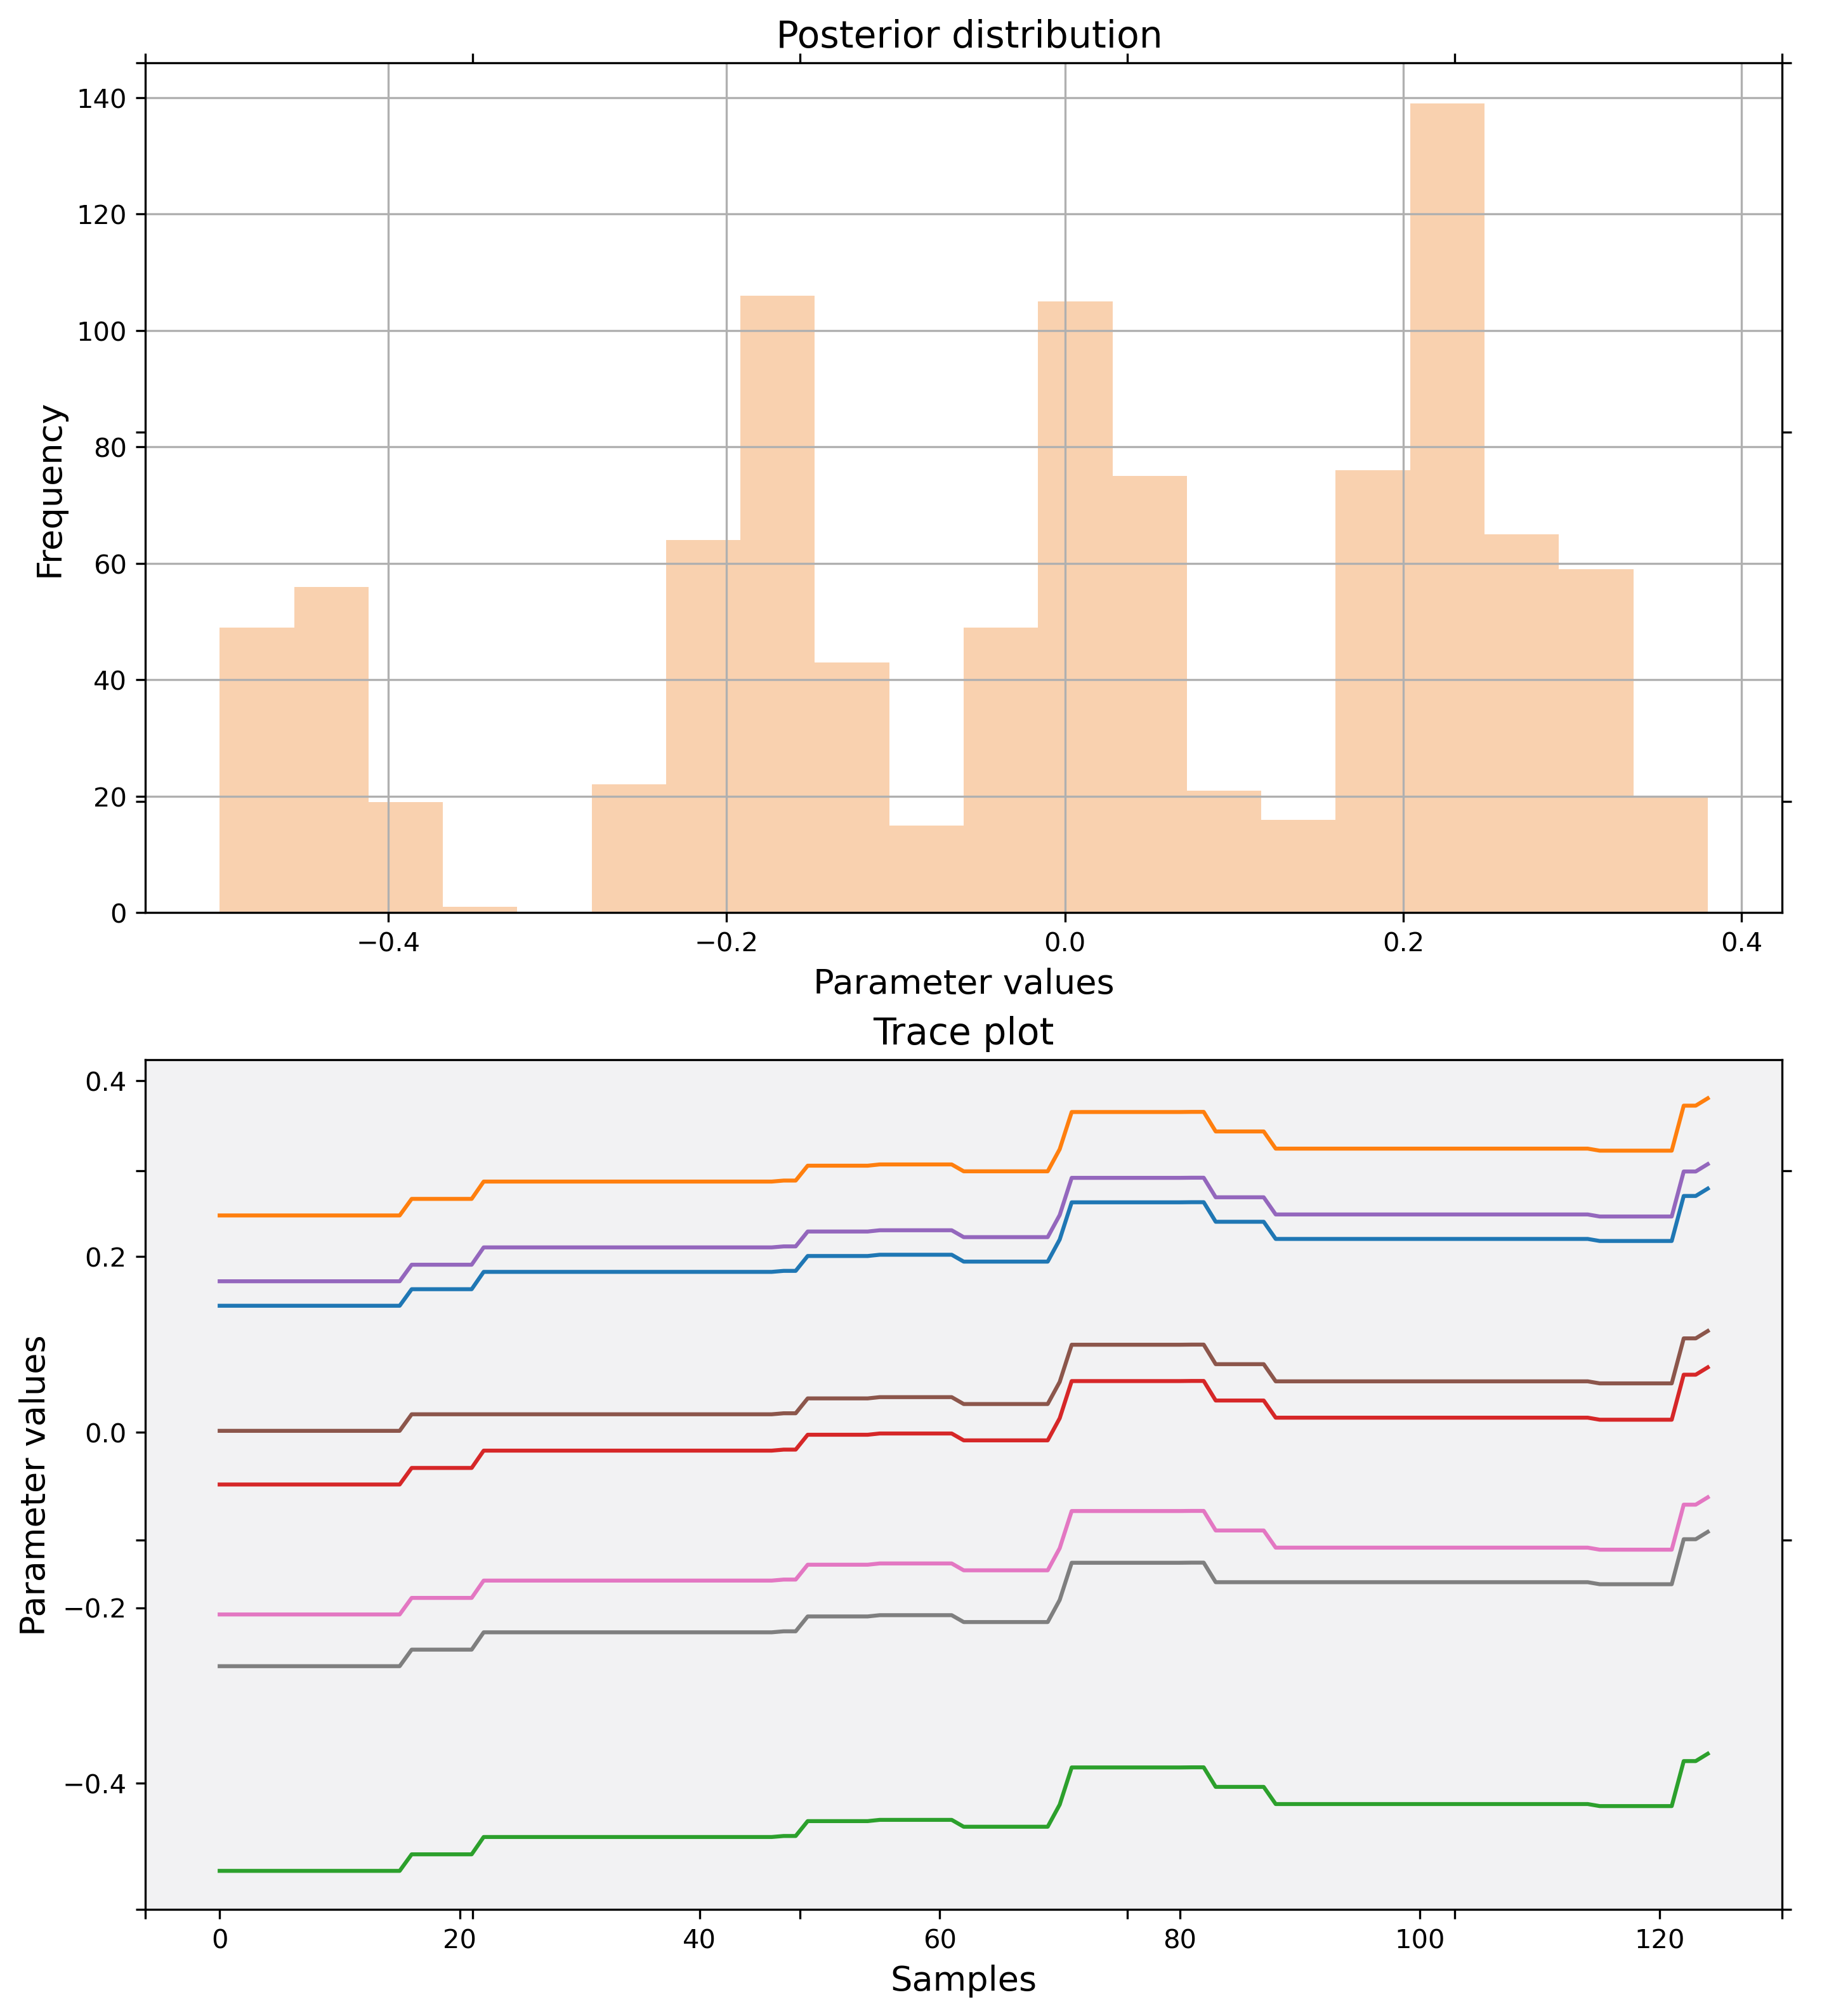 Posterior distribution
140
120
100
80
60
40
20
0
Frequency
−0.4 −0.2 0.0 0.2 0.4
Parameter values
Trace plot
0.4
0.2
0.0
−0.2
−0.4
Parameter values
0 20 40 60 80 100 120
Samples